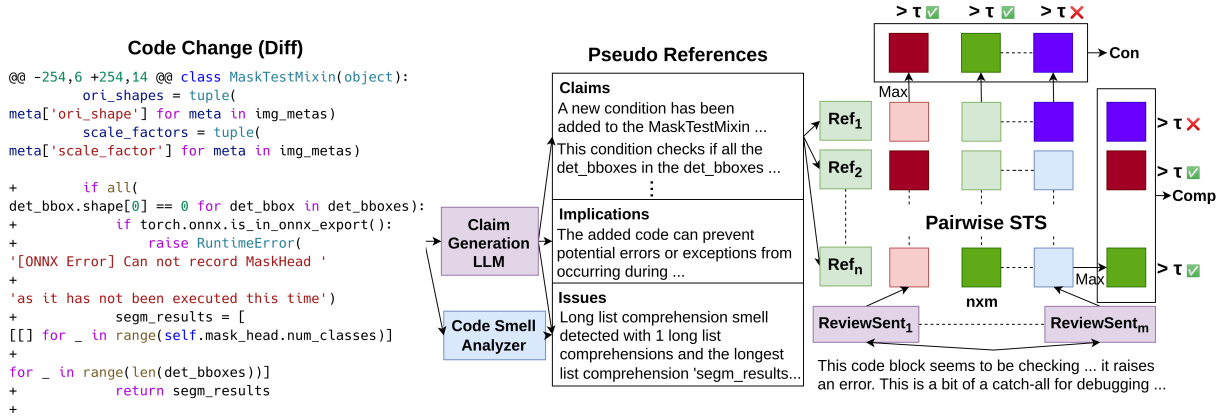 Code Change (Diff)
@@ -254,6 +254,14 @@ class MaskTestMixin(object):
ori_shapes = tuple(
meta['ori_shape'] for meta in img_metas)
scale_factors = tuple(
meta['scale_factor'] for meta in img_metas)
+ if all(
det_bbox.shape[0] == 0 for det_bbox in det_bboxes):
+ if torch.onnx.is_in_onnx_export():
+ raise RuntimeError(
'[ONNX Error] Can not record MaskHead '
+
'as it has not been executed this time')
+ segm_results = [
[[] for _ in range(self.mask_head.num_classes)]
+
for _ in range(len(det_bboxes))]
+ return segm_results
+
Claim
Generation
LLM
Code Smell
Analyzer
Pseudo References
Claims
A new condition has been
added to the MaskTestMixin ...
This condition checks if all the
det_bboxes in the det_bboxes ...
⋮
Implications
The added code can prevent
potential errors or exceptions from
occurring during ...
Issues
Long list comprehension smell
detected with 1 long list
comprehensions and the longest
list comprehension 'segm_results...
> τ ✅ > τ ✅ > τ ❌
Con
Max
Ref1
> τ ❌
Ref2
> τ ✅
Comp
Pairwise STS
Refn
Max
> τ ✅
nxm
ReviewSent1
ReviewSentm
This code block seems to be checking ... it raises
an error. This is a bit of a catch-all for debugging ...